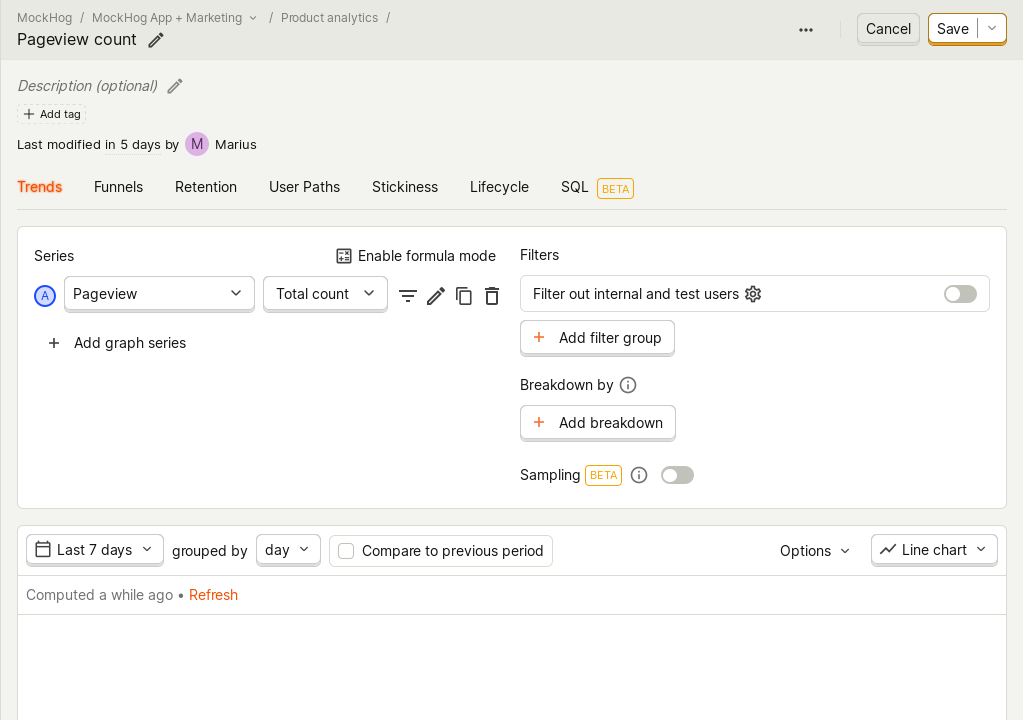 MockHog / MockHog App + Marketing / Product analytics /
Pageview count
Cancel
Save
Description (optional)
Add tag
Last modified in 5 days by M Marius
Trends Funnels Retention User Paths Stickiness Lifecycle SQL BETA
Series
Enable formula mode
A Pageview Total count
Add graph series
Filters
Filter out internal and test users
Add filter group
Breakdown by
Add breakdown
Sampling BETA
Last 7 days grouped by day Compare to previous period Options Line chart
Computed a while ago • Refresh